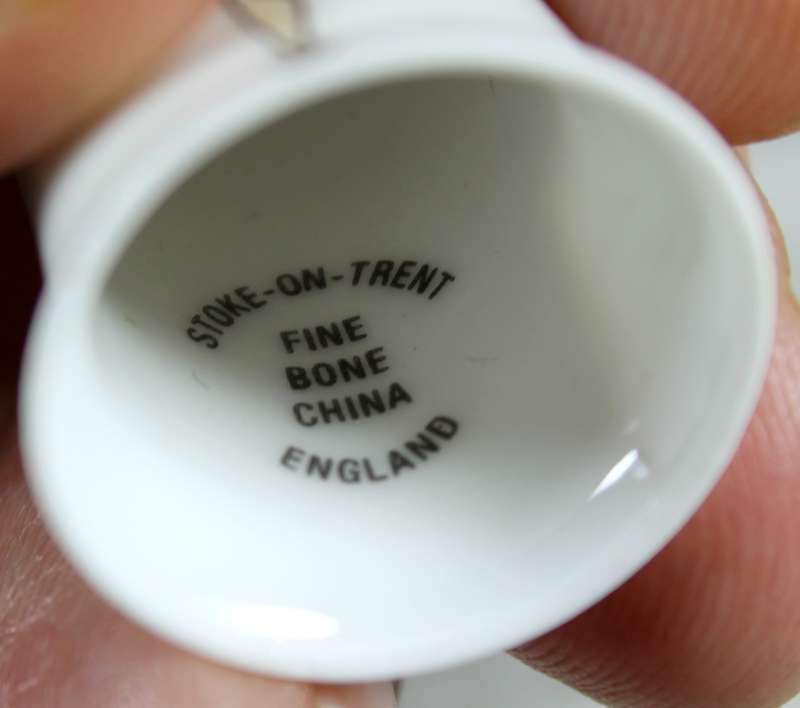 STOKE-ON-TRENT
FINE
BONE
CHINA
ENGLAND